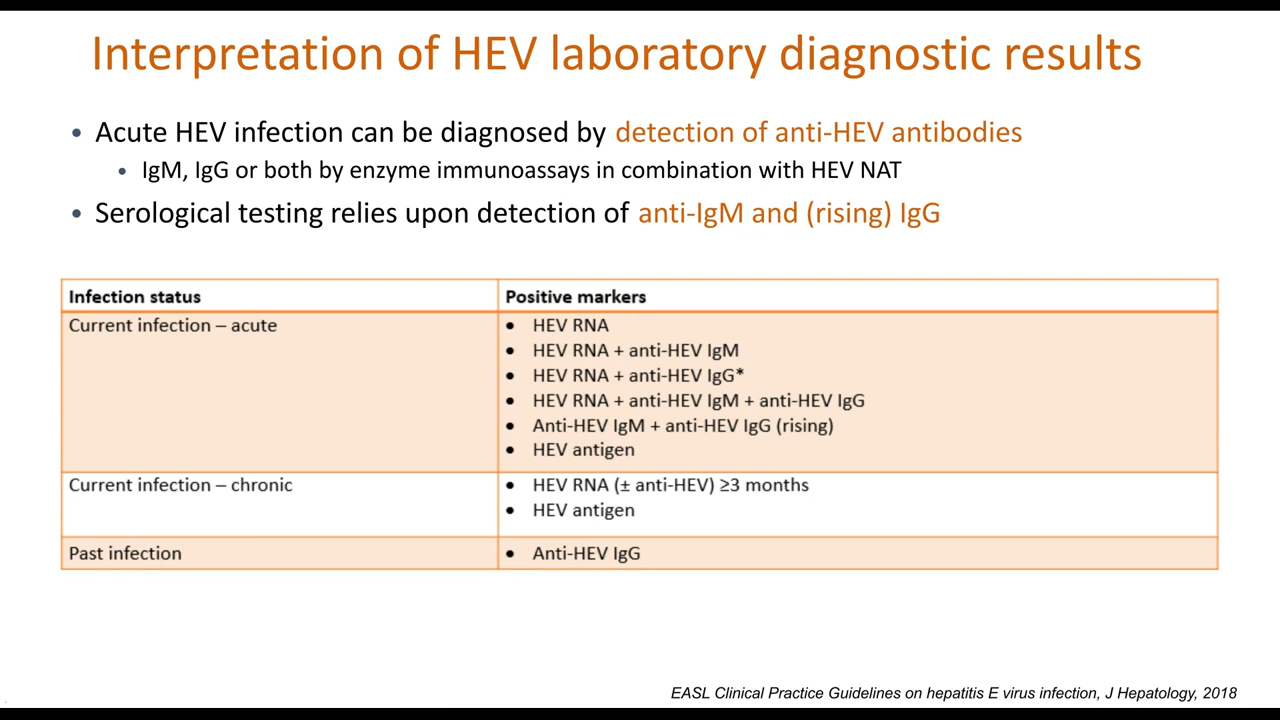 Interpretation of HEV laboratory diagnostic results
• Acute HEV infection can be diagnosed by detection of anti-HEV antibodies
• IgM, IgG or both by enzyme immunoassays in combination with HEV NAT
• Serological testing relies upon detection of anti-IgM and (rising) IgG
Infection status
Positive markers
Current infection – acute
• HEV RNA
• HEV RNA + anti-HEV IgM
• HEV RNA + anti-HEV IgG*
• HEV RNA + anti-HEV IgM + anti-HEV IgG
• Anti-HEV IgM + anti-HEV IgG (rising)
• HEV antigen
Current infection – chronic
• HEV RNA (± anti-HEV) ≥3 months
• HEV antigen
Past infection
• Anti-HEV IgG
EASL Clinical Practice Guidelines on hepatitis E virus infection, J Hepatology, 2018